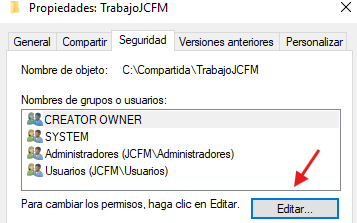 Propiedades: TrabajoJCFM
General Compartir Seguridad Versiones anteriores Personalizar
Nombre de objeto: C:\Compartida\TrabajoJCFM
Nombres de grupos o usuarios:
CREATOR OWNER
SYSTEM
Administradores (JCFM\Administradores)
Usuarios (JCFM\Usuarios)
Para cambiar los permisos, haga clic en Editar. Editar...